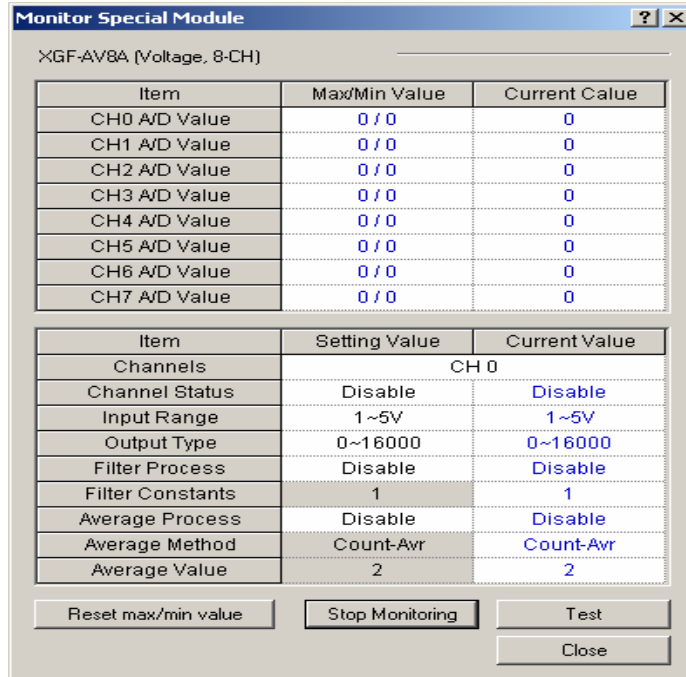 Monitor Special Module
XGF-AV8A (Voltage, 8-CH)
Item Max/Min Value Current Calue
CH0 A/D Value 0 / 0 0
CH1 A/D Value 0 / 0 0
CH2 A/D Value 0 / 0 0
CH3 A/D Value 0 / 0 0
CH4 A/D Value 0 / 0 0
CH5 A/D Value 0 / 0 0
CH6 A/D Value 0 / 0 0
CH7 A/D Value 0 / 0 0
Item Setting Value Current Value
Channels CH 0
Channel Status Disable Disable
Input Range 1~5V 1~5V
Output Type 0~16000 0~16000
Filter Process Disable Disable
Filter Constants 1 1
Average Process Disable Disable
Average Method Count-Avr Count-Avr
Average Value 2 2
Reset max/min value Stop Monitoring Test
Close